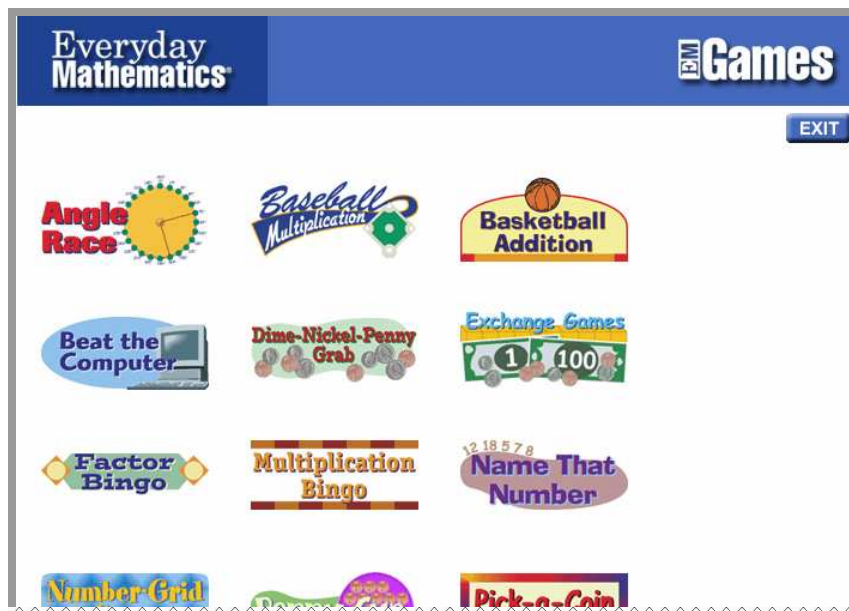 Everyday
Mathematics
EM Games
EXIT
Angle
Race
Baseball
Multiplication
Basketball
Addition
Beat the
Computer
Dime-Nickel-Penny
Grab
Exchange Games
1 100
Factor
Bingo
Multiplication
Bingo
12 18 5 7 8
Name That
Number
Number Grid
Penny
Pick-a-Coin